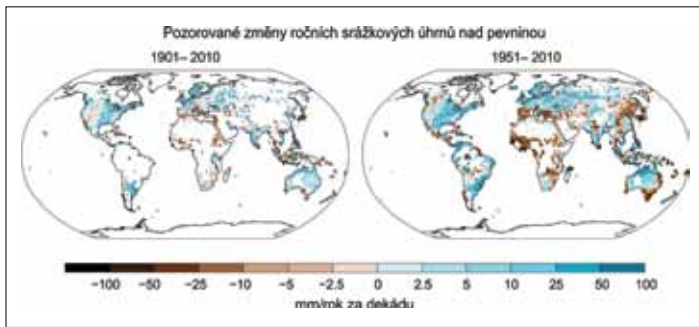 Pozorované změny ročních srážkových úhrnů nad pevninou
1901– 2010
1951– 2010
−100 −50 −25 −10 −5 −2.5 0 2.5 5 10 25 50 100
mm/rok za dekádu